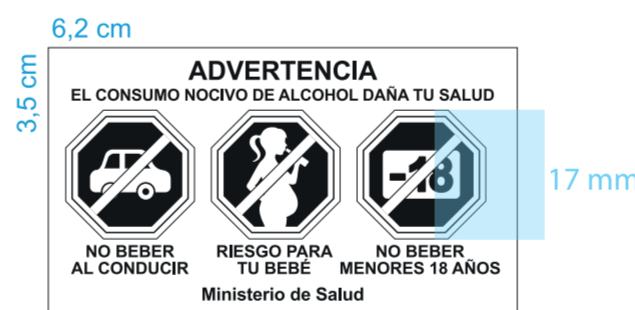 6,2 cm
3,5 cm
ADVERTENCIA
EL CONSUMO NOCIVO DE ALCOHOL DAÑA TU SALUD
-18
17 mm
NO BEBER
AL CONDUCIR
RIESGO PARA
TU BEBÉ
NO BEBER
MENORES 18 AÑOS
Ministerio de Salud